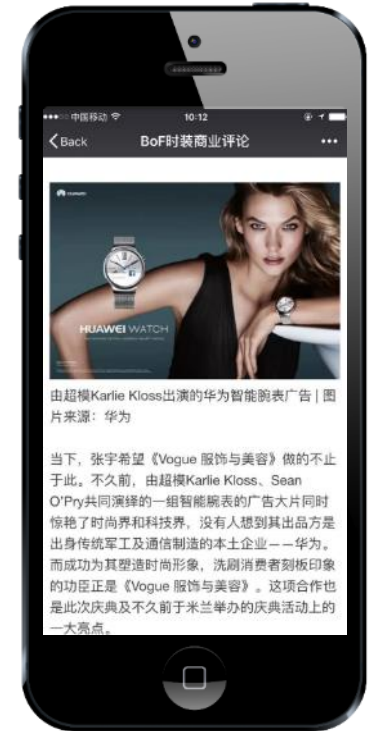 中国移动
10:12
Back
BoF时装商业评论
HUAWEI
HUAWEI WATCH
由超模Karlie Kloss出演的华为智能腕表广告 | 图
片来源：华为
当下，张宇希望《Vogue 服饰与美容》做的不止
于此。不久前，由超模Karlie Kloss、Sean
O'Pry共同演绎的一组智能腕表的广告大片同时
惊艳了时尚界和科技界，没有人想到其出品方是
出身传统军工及通信制造的本土企业——华为。
而成功为其塑造时尚形象，洗刷消费者刻板印象
的功臣正是《Vogue 服饰与美容》。这项合作也
是此次庆典及不久前于米兰举办的庆典活动上的
一大亮点。